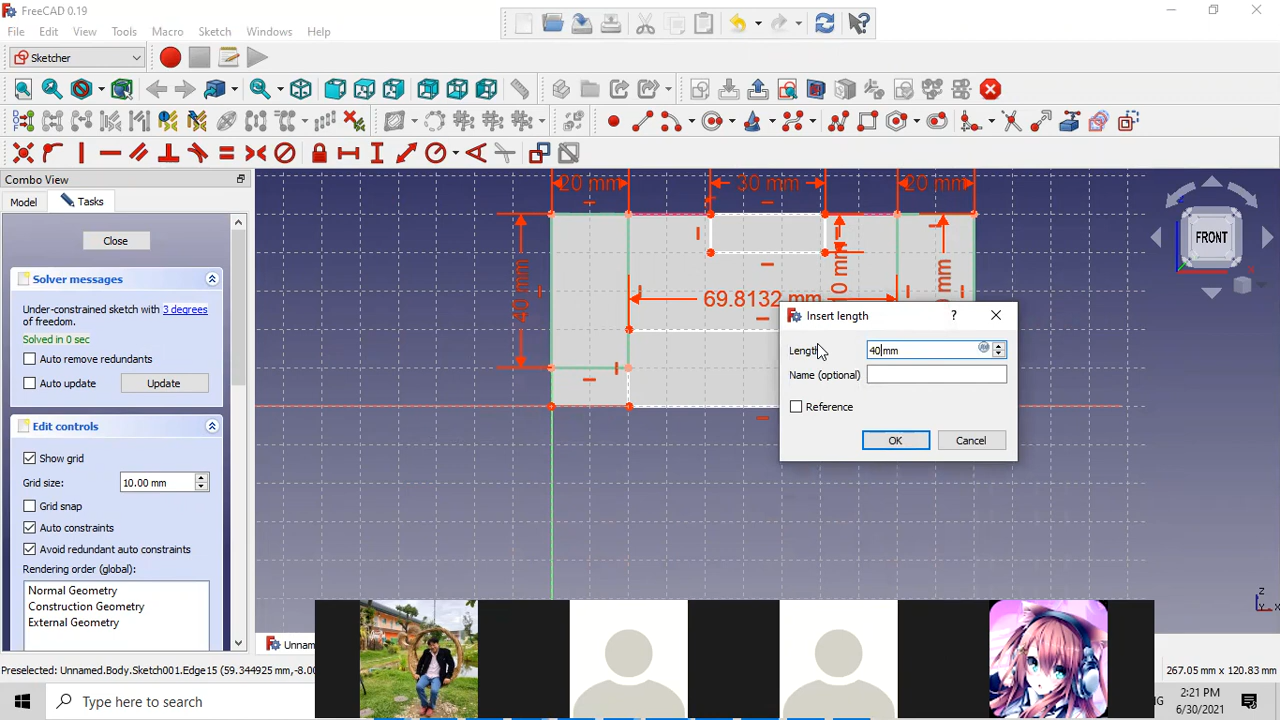 FreeCAD 0.19
File Edit View Tools Macro Sketch Windows Help
Sketcher
Combo View
Model Tasks
Close
Solver messages
Under-constrained sketch with 3 degrees
of freedom.
Solved in 0 sec
Auto remove redundants
Auto update Update
Edit controls
Show grid
Grid size: 10.00 mm
Grid snap
Auto constraints
Avoid redundant auto constraints
Rendering order (global):
Normal Geometry
Construction Geometry
External Geometry
20 mm 30 mm 20 mm
40 mm
69.8132 mm
0 mm
0 mm
FRONT
Insert length
Length
40mm
Name (optional)
Reference
OK Cancel
Z
X
Unnam
Preselected: Unnamed.Body.Sketch001.Edge15 (59.344925 mm, -8.00
267.05 mm x 120.83 mm
Type here to search
2:21 PM
6/30/2021